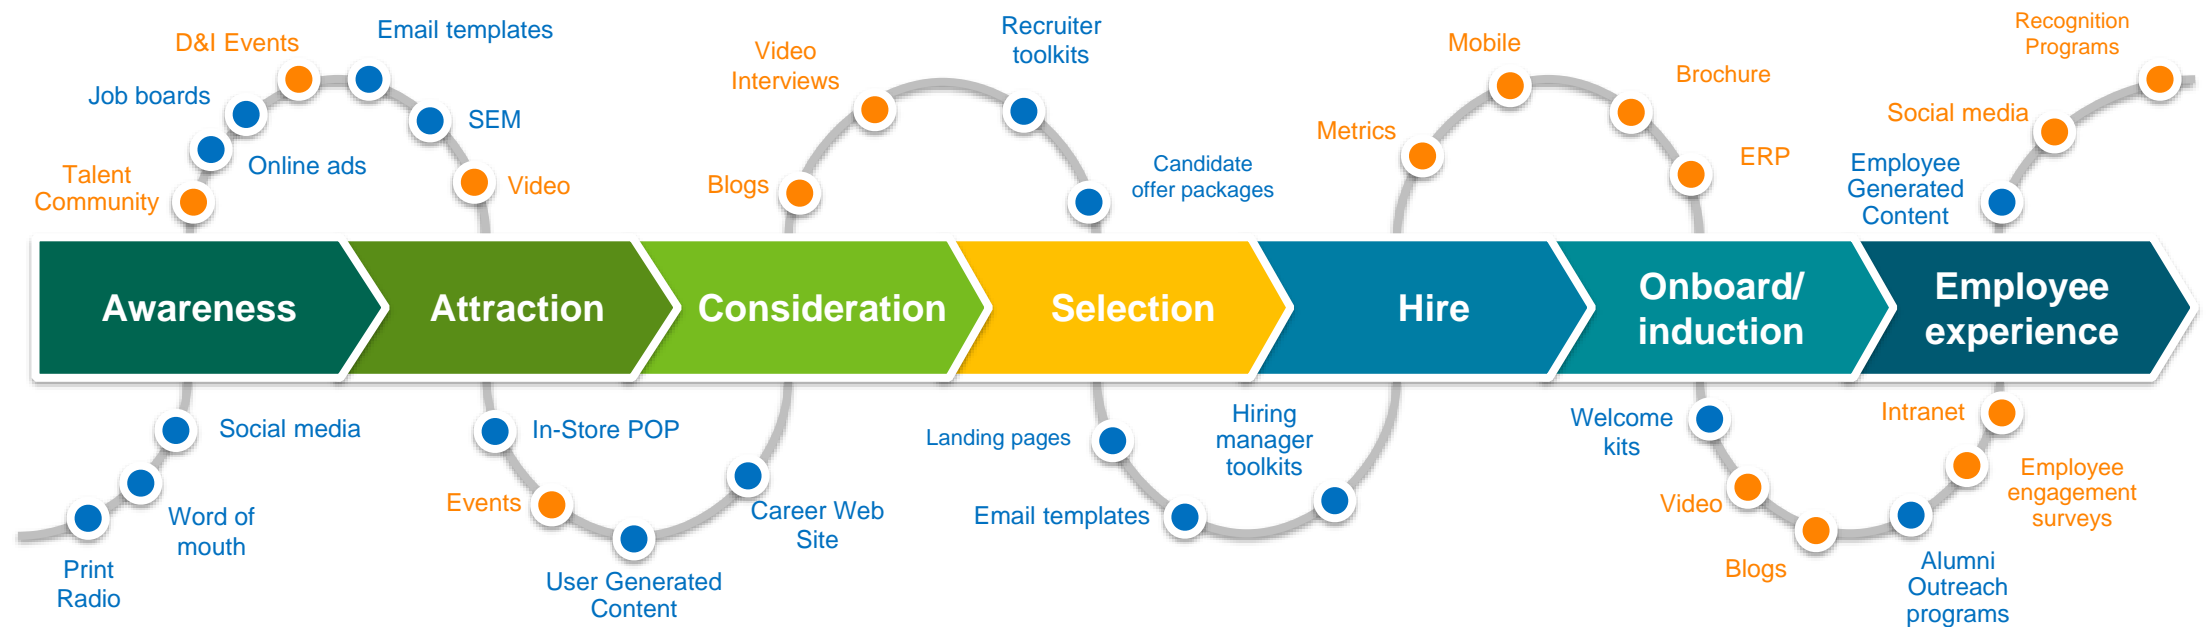 D&I Events
Email templates
Job boards
SEM
Online ads
Talent
Community
Video
Video
Interviews
Recruiter
toolkits
Blogs
Candidate
offer packages
Mobile
Brochure
Metrics
ERP
Recognition
Programs
Social media
Employee
Generated
Content
Awareness
Attraction
Consideration
Selection
Hire
Onboard/
induction
Employee
experience
Social media
Word of
mouth
Print
Radio
In-Store POP
Events
User Generated
Content
Career Web
Site
Landing pages
Email templates
Hiring
manager
toolkits
Welcome
kits
Video
Blogs
Alumni
Outreach
programs
Intranet
Employee
engagement
surveys